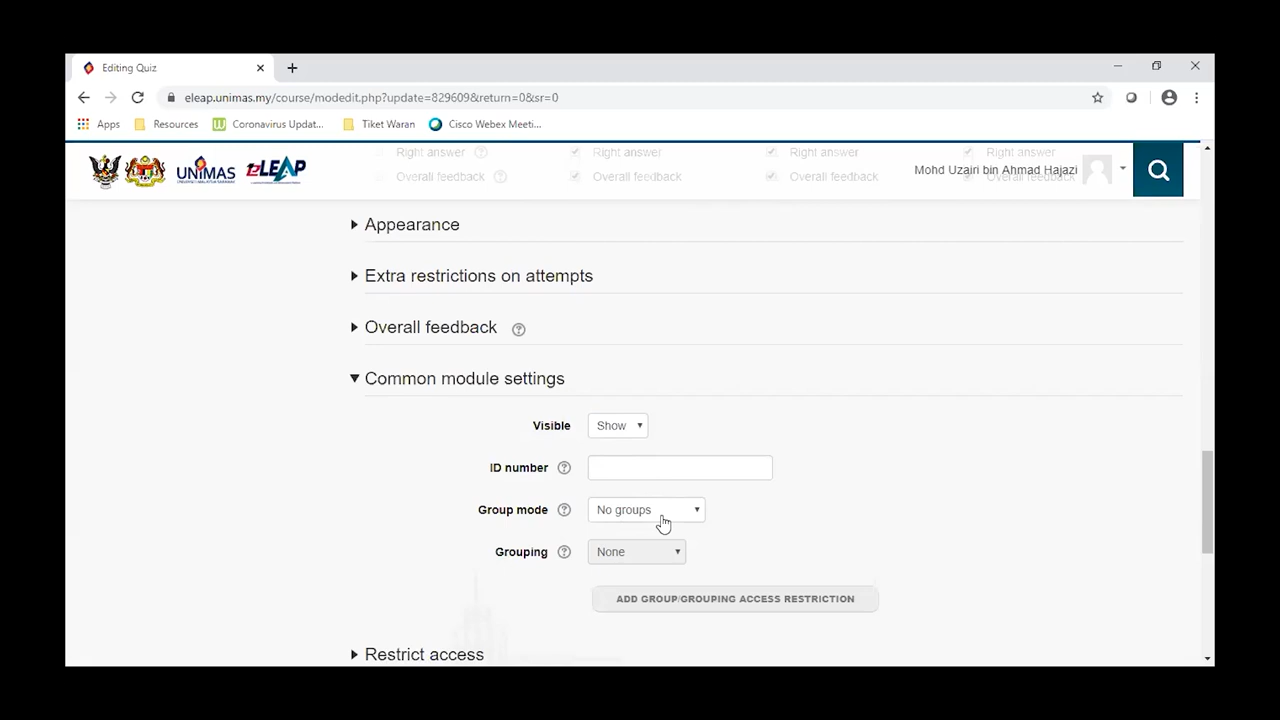 Editing Quiz
eleap.unimas.my/course/modedit.php?update=829609&return=0&sr=0
Apps Resources Coronavirus Updat... Tiket Waran Cisco Webex Meeti...
Right answer Right answer Right answer Right answer
UNIMAS eLEAP Mohd Uzairi bin Ahmad Hajazi
Overall feedback Overall feedback Overall feedback Overall feedback
Appearance
Extra restrictions on attempts
Overall feedback
Common module settings
Visible Show
ID number
Group mode No groups
Grouping None
ADD GROUP/GROUPING ACCESS RESTRICTION
Restrict access